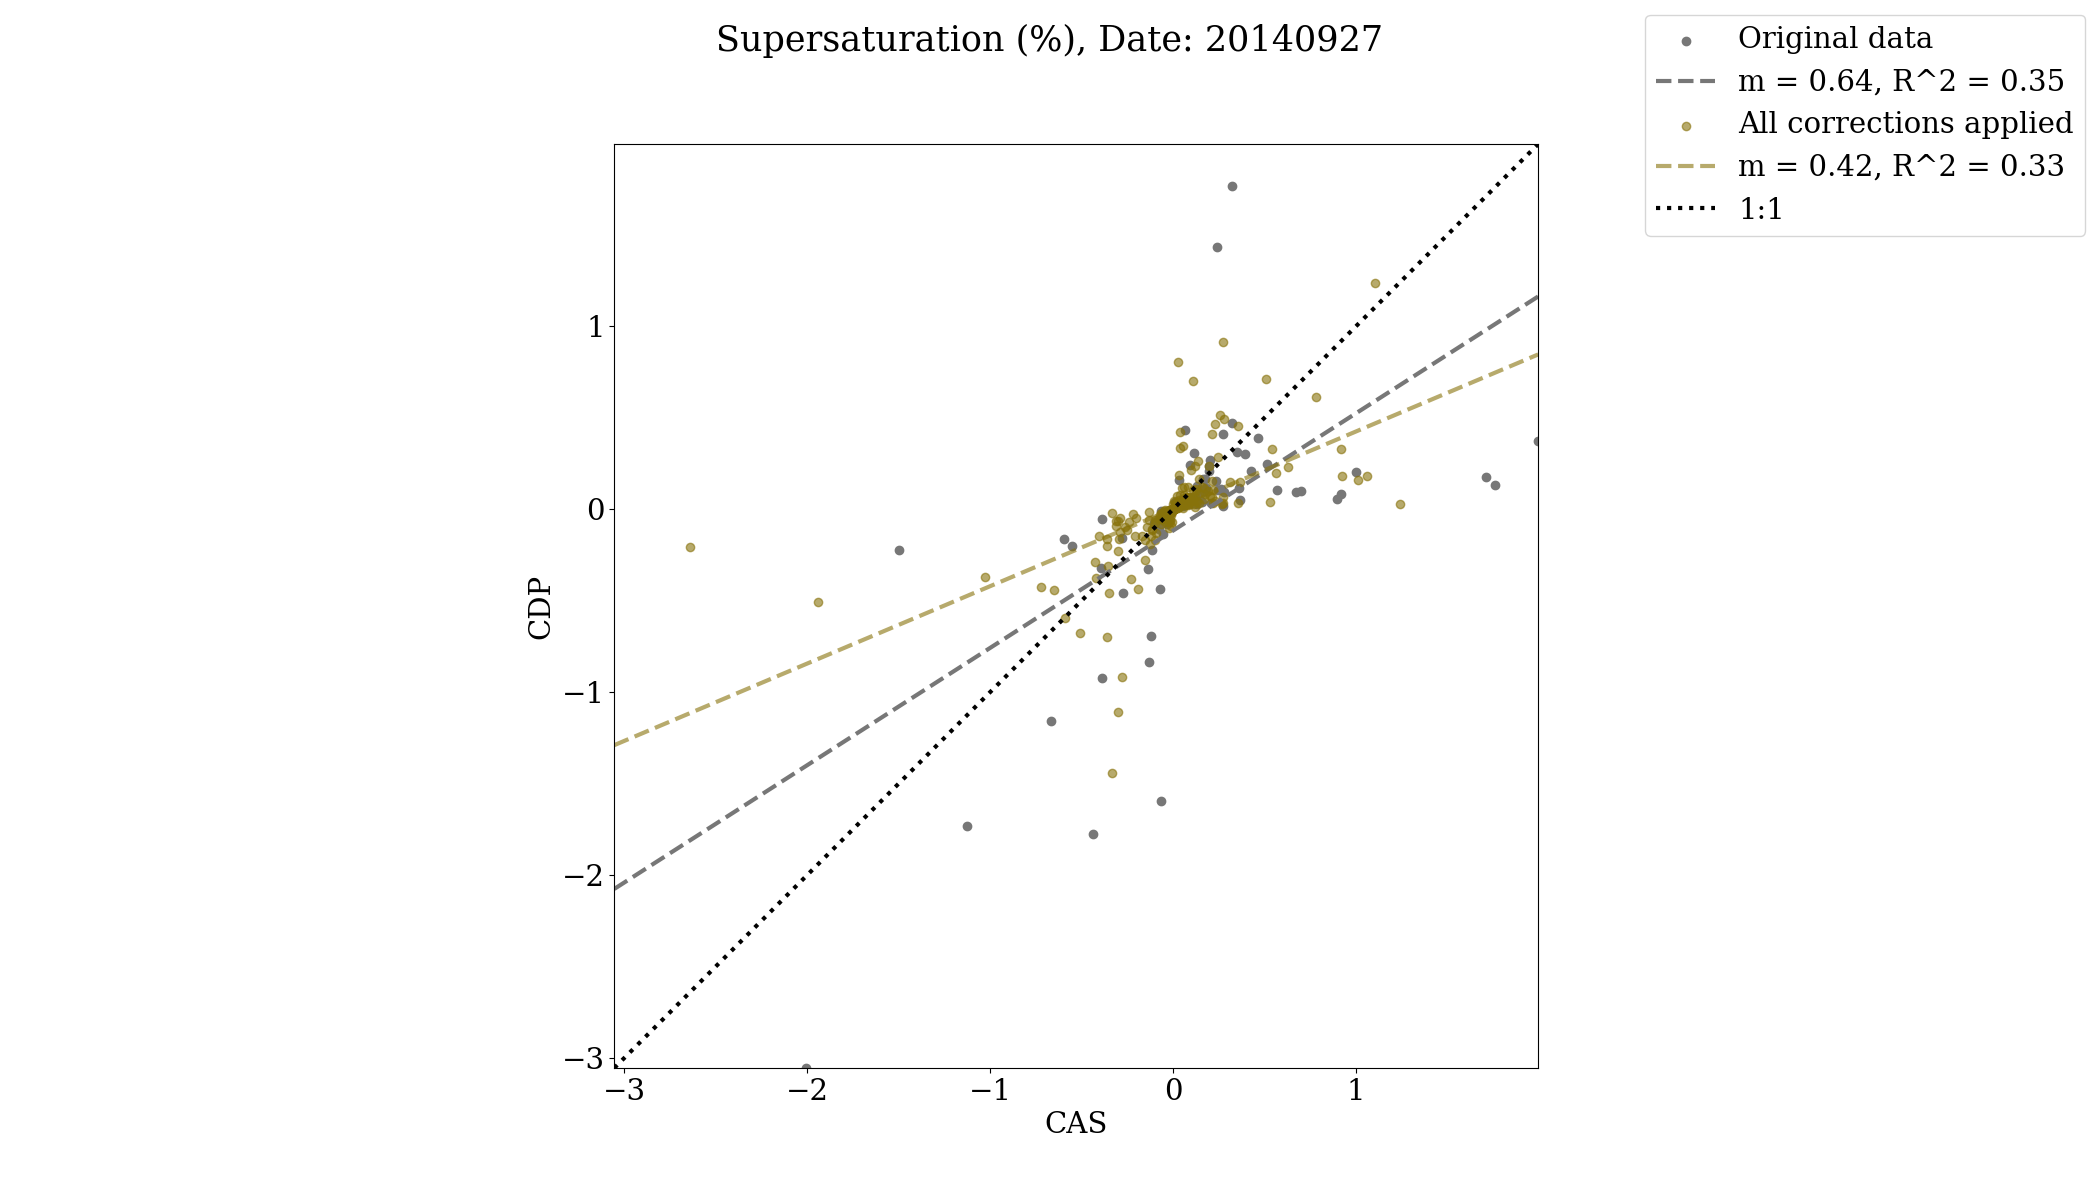 Supersaturation (%), Date: 20140927
Original data
m = 0.64, R^2 = 0.35
All corrections applied
m = 0.42, R^2 = 0.33
1:1
1
0
−1
−2
−3
CDP
−3
−2
−1
0
1
CAS